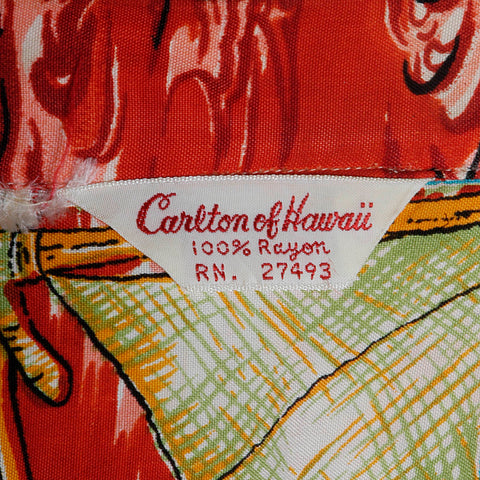 Carlton of Hawaii
100% Rayon
RN. 27493